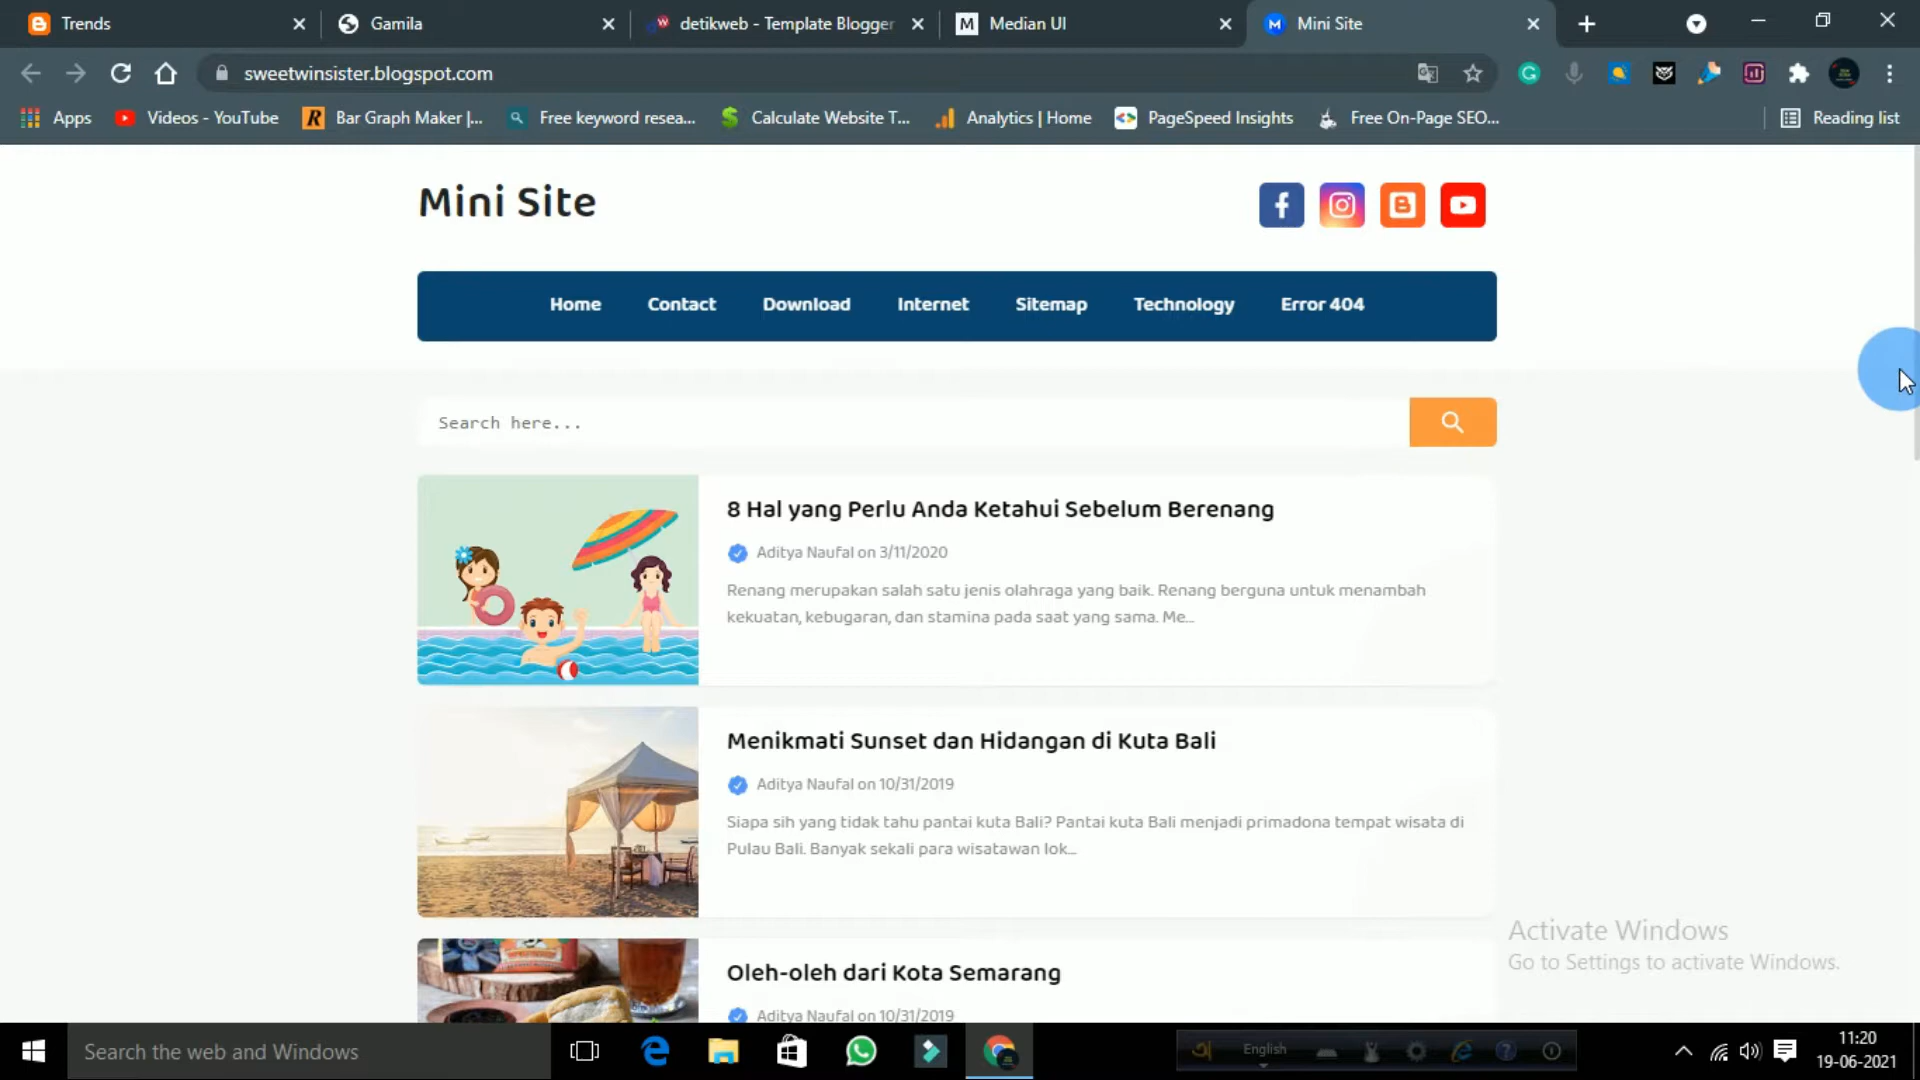 Trends
Gamila
detikweb - Template Blogger
Median UI
Mini Site
sweetwinsister.blogspot.com
Apps
Videos - YouTube
Bar Graph Maker |...
Free keyword resea...
Calculate Website T...
Analytics | Home
PageSpeed Insights
Free On-Page SEO...
Reading list
Mini Site
Home
Contact
Download
Internet
Sitemap
Technology
Error 404
Search here...
8 Hal yang Perlu Anda Ketahui Sebelum Berenang
Aditya Naufal on 3/11/2020
Renang merupakan salah satu jenis olahraga yang baik. Renang berguna untuk menambah
kekuatan, kebugaran, dan stamina pada saat yang sama. Me...
Menikmati Sunset dan Hidangan di Kuta Bali
Aditya Naufal on 10/31/2019
Siapa sih yang tidak tahu pantai kuta Bali? Pantai kuta Bali menjadi primadona tempat wisata di
Pulau Bali. Banyak sekali para wisatawan lok...
Oleh-oleh dari Kota Semarang
Aditya Naufal on 10/31/2019
Activate Windows
Go to Settings to activate Windows.
Search the web and Windows
English
11:20
19-06-2021